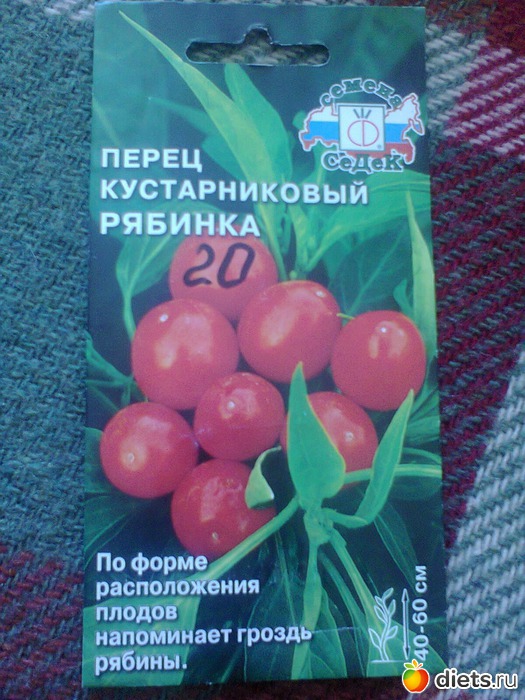 семена
СеДеК
ПЕРЕЦ
КУСТАРНИКОВЫЙ
РЯБИНКА
20
По форме
расположения
плодов
напоминает гроздь
рябины.
40-60 см
diets.ru